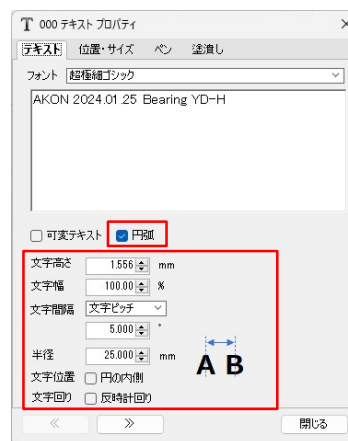 000 テキスト プロパティ
テキスト 位置・サイズ ペン 塗潰し
フォント 超極細ゴシック
AKON 2024.01.25 Bearing YD-H
可変テキスト 円弧
文字高さ 1.556 mm
文字幅 100.00 %
文字間隔 文字ピッチ
5.000 °
半径 25.000 mm
A B
文字位置 円の内側
文字回り 反時計回り
閉じる